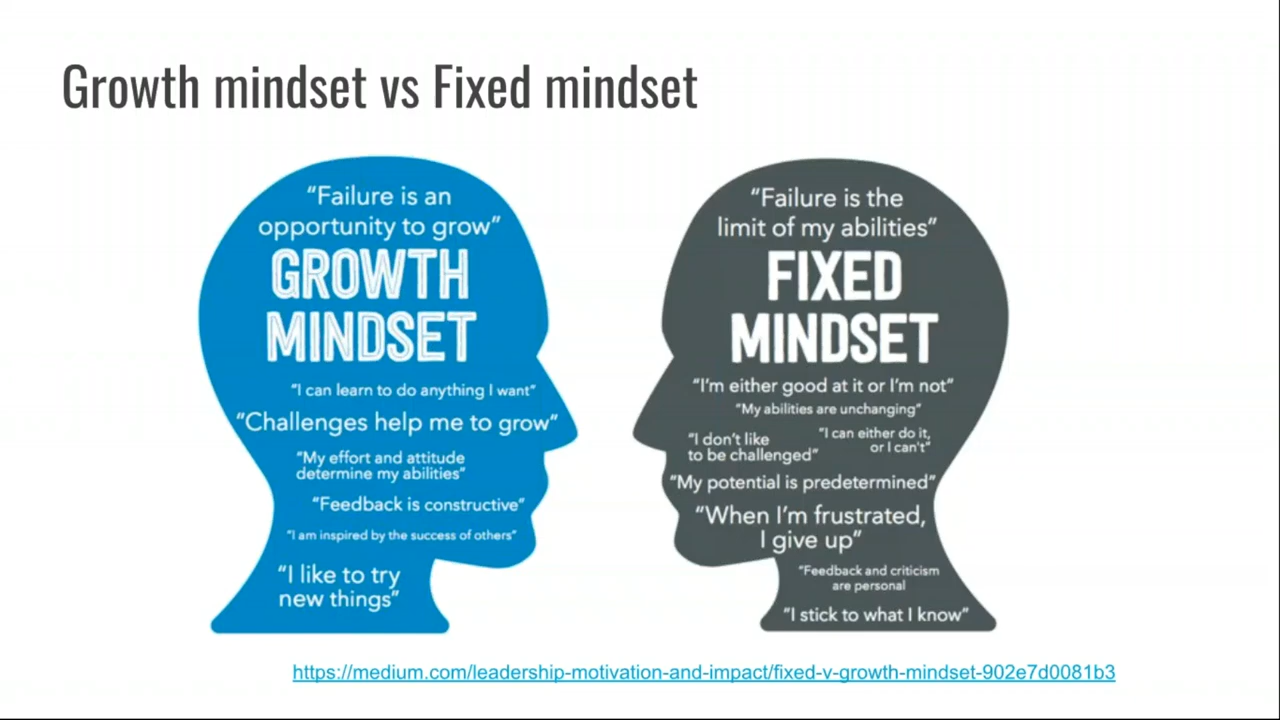 Growth mindset vs Fixed mindset
“Failure is an
opportunity to grow”
GROWTH
MINDSET
“I can learn to do anything I want”
“Challenges help me to grow”
“My effort and attitude
determine my abilities”
“Feedback is constructive”
“I am inspired by the success of others”
“I like to try
new things”
“Failure is the
limit of my abilities”
FIXED
MINDSET
“I’m either good at it or I’m not”
“My abilities are unchanging”
“I don’t like
to be challenged”
“I can either do it,
or I can’t”
“My potential is predetermined”
“When I’m frustrated,
I give up”
“Feedback and criticism
are personal
“I stick to what I know”
https://medium.com/leadership-motivation-and-impact/fixed-v-growth-mindset-902e7d0081b3